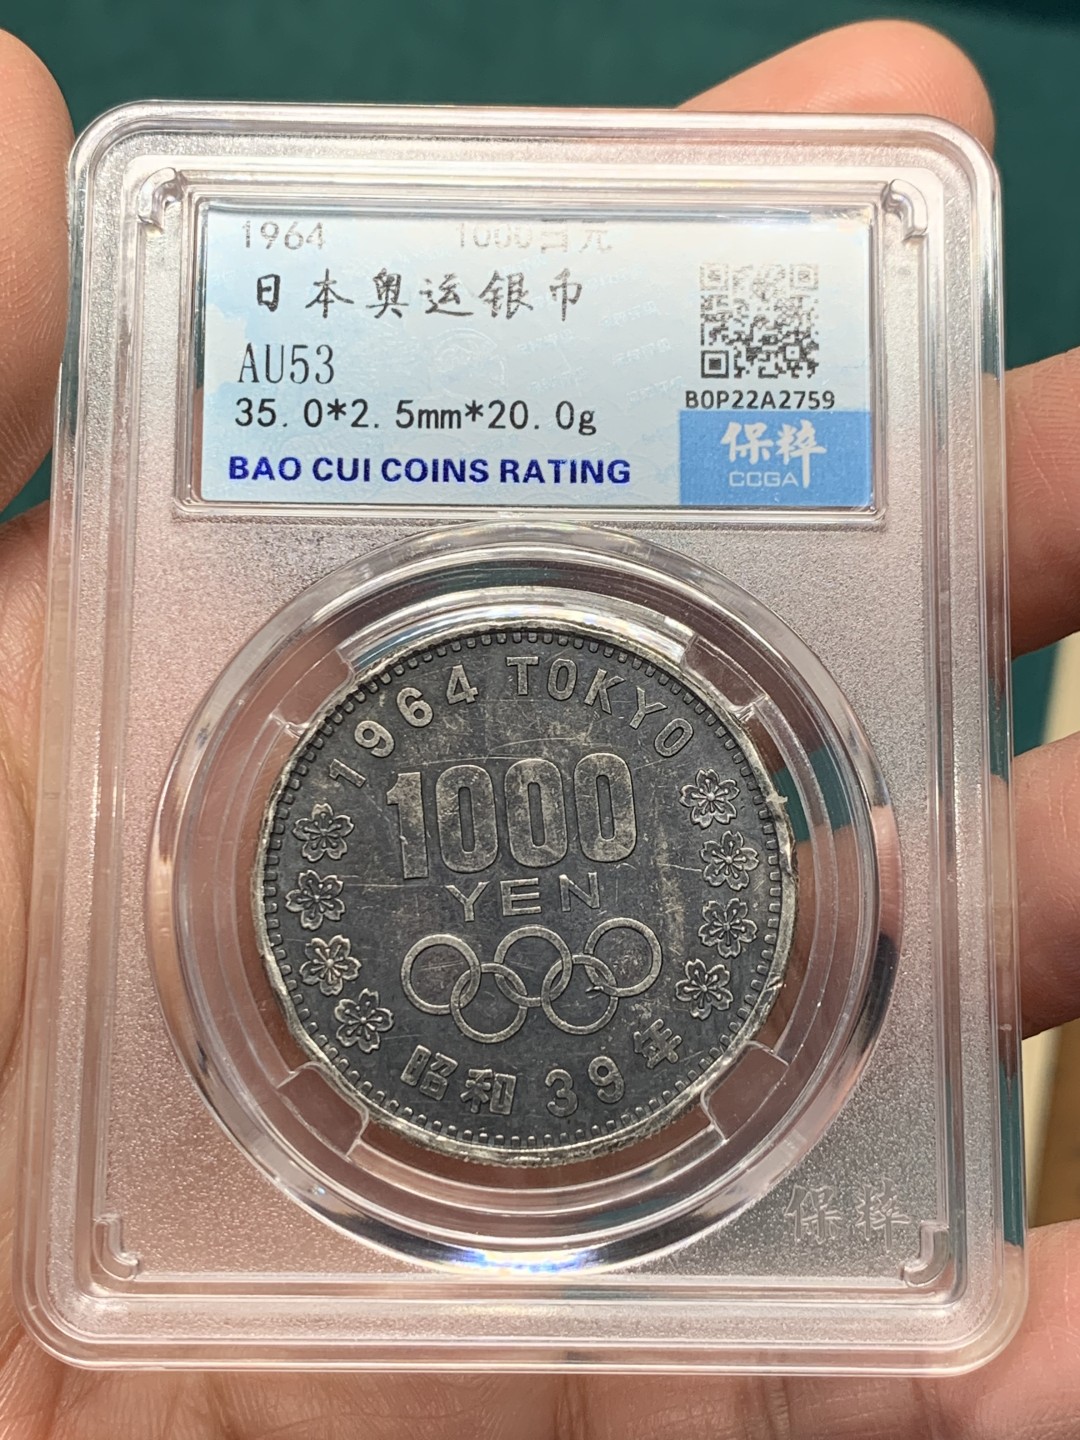 1964 1000日元
日本奥运银币
AU53
35.0*2.5mm*20.0g
BAO CUI COINS RATING
B0P22A2759
保粹
CCGA
1964 TOKYO
1000
YEN
昭和39年
保粹